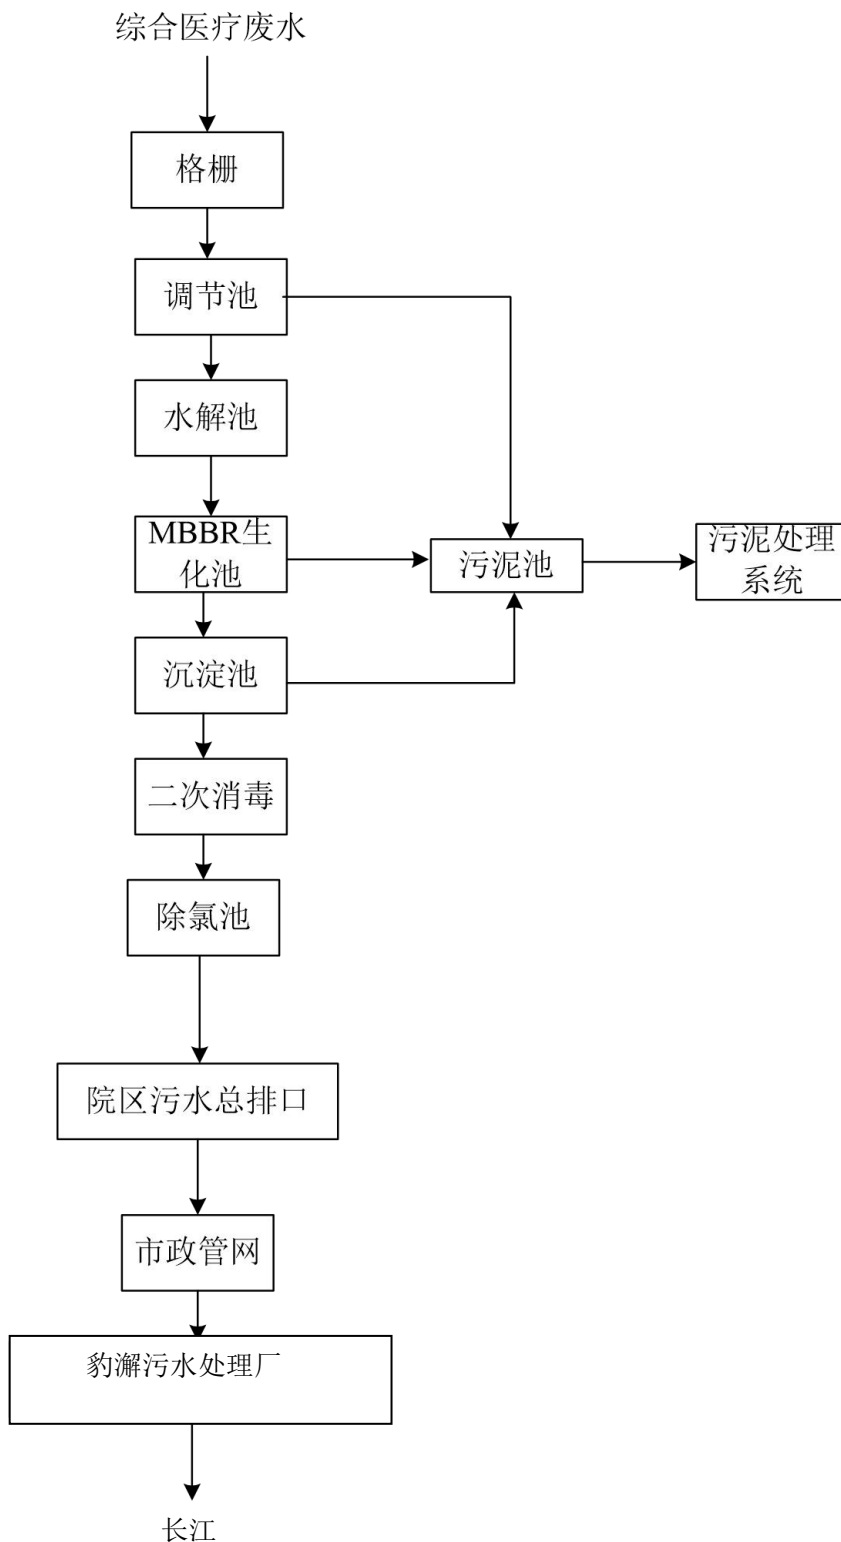 综合医疗废水
格栅
调节池
水解池
MBBR生
化池
污泥池
污泥处理
系统
沉淀池
二次消毒
除氯池
院区污水总排口
市政管网
豹澥污水处理厂
长江